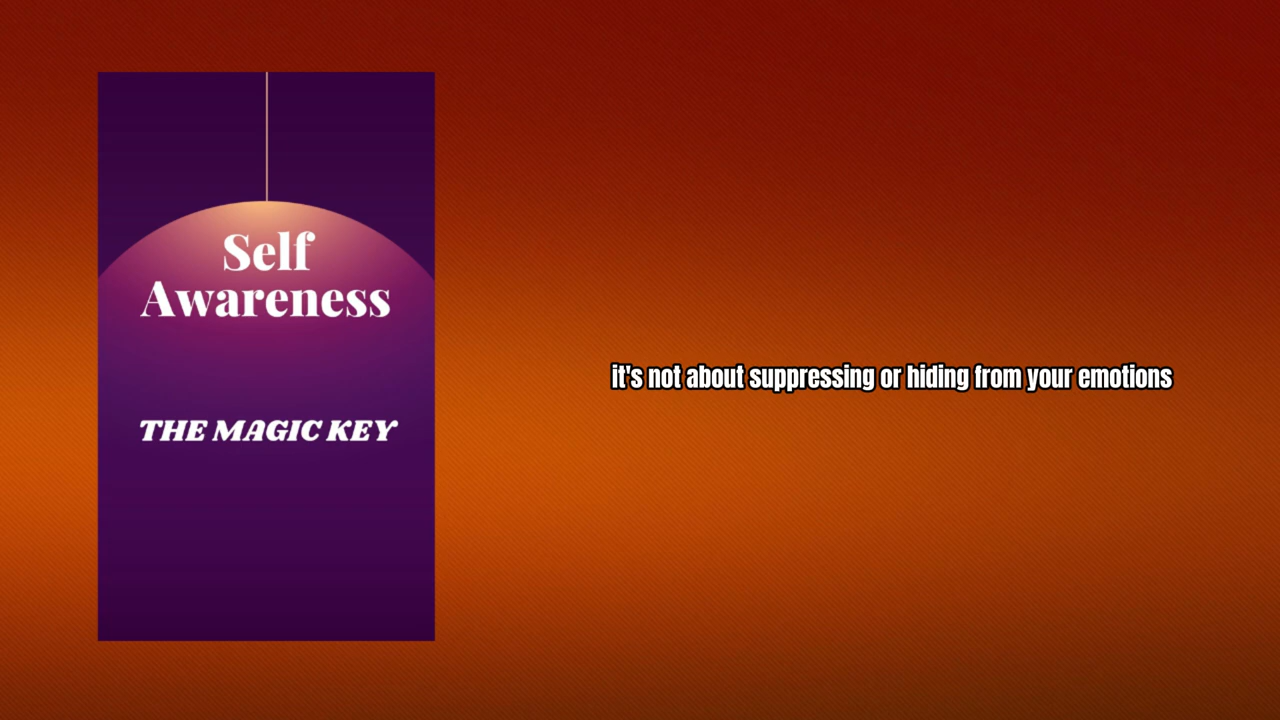 Self
Awareness
THE MAGIC KEY
it's not about suppressing or hiding from your emotions